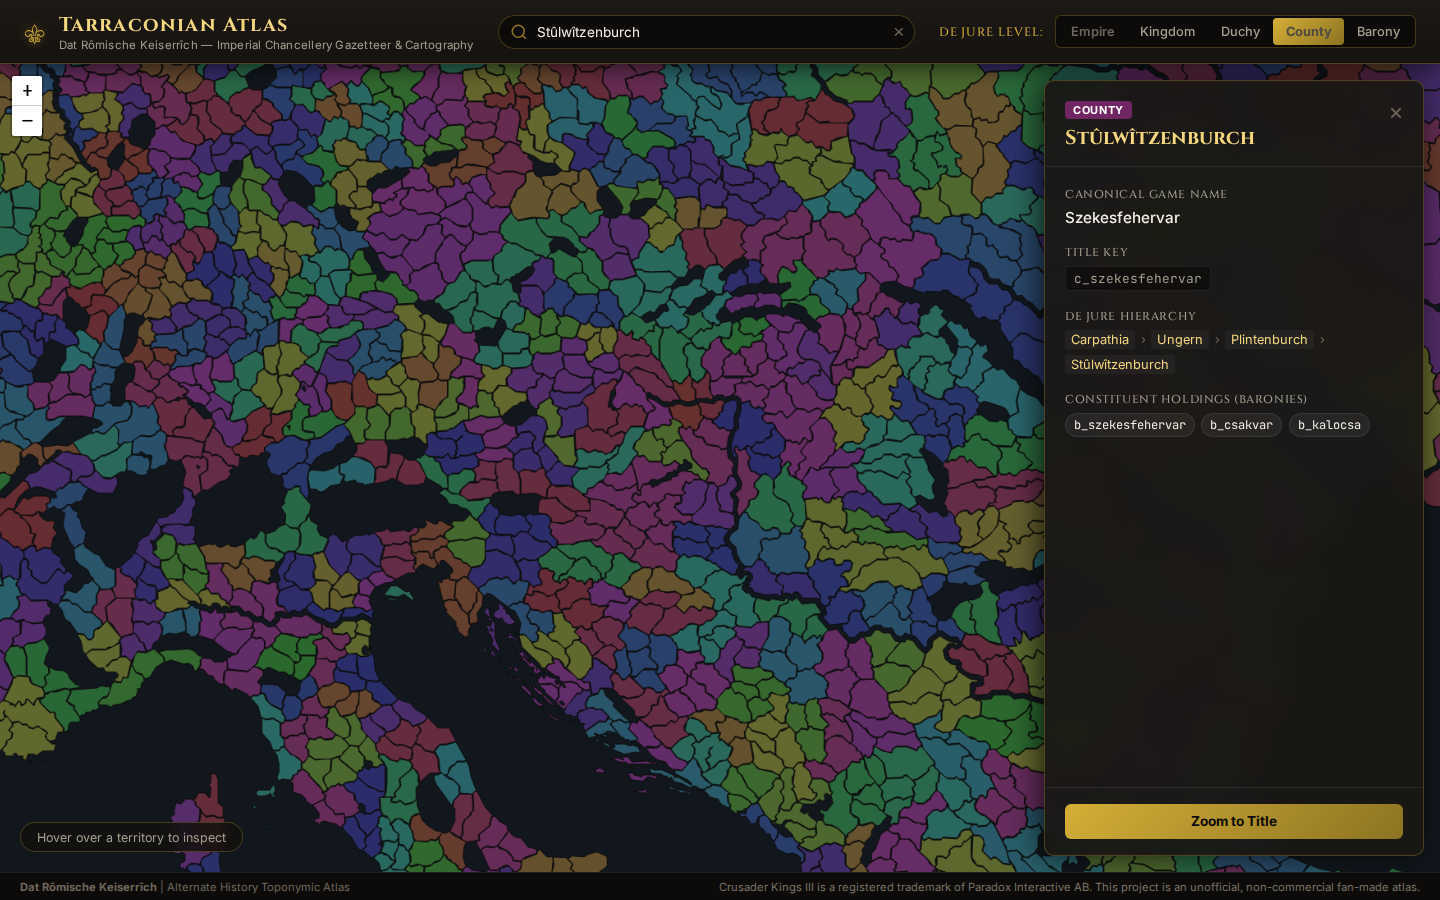 TARRACONIAN ATLAS
Dat Rômische Keiserrîch — Imperial Chancellery Gazetteer & Cartography
Stûlwîtzenburch
DE JURE LEVEL:
Empire
Kingdom
Duchy
County
Barony
+
−
COUNTY
STÛLWÎTZENBURCH
CANONICAL GAME NAME
Szekesfehervar
TITLE KEY
c_szekesfehervar
DE JURE HIERARCHY
Carpathia › Ungern › Plintenburch ›
Stûlwîtzenburch
CONSTITUENT HOLDINGS (BARONIES)
b_szekesfehervar b_csakvar b_kalocsa
Zoom to Title
Hover over a territory to inspect
Dat Rômische Keiserrîch | Alternate History Toponymic Atlas
Crusader Kings III is a registered trademark of Paradox Interactive AB. This project is an unofficial, non-commercial fan-made atlas.